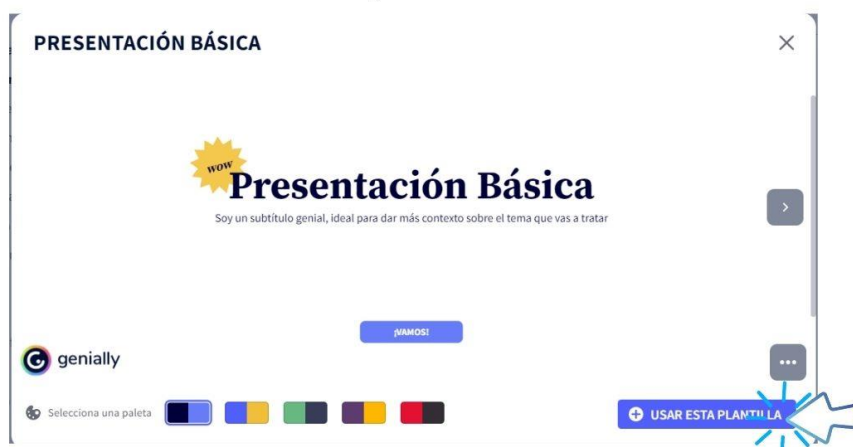 PRESENTACIÓN BÁSICA
WOW
Presentación Básica
Soy un subtítulo genial, ideal para dar más contexto sobre el tema que vas a tratar
¡VAMOS!
genially
Selecciona una paleta
USAR ESTA PLANTILLA